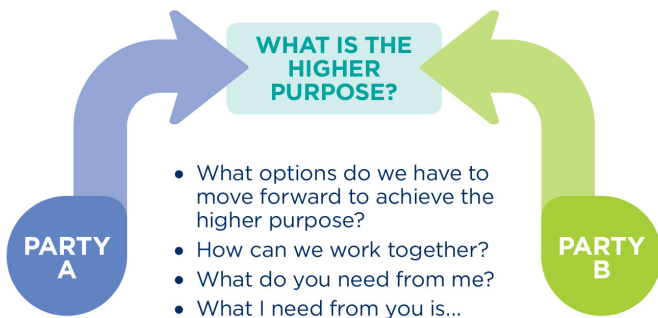 WHAT IS THE
HIGHER
PURPOSE?
• What options do we have to
move forward to achieve the
higher purpose?
• How can we work together?
• What do you need from me?
• What I need from you is...
PARTY
A
PARTY
B